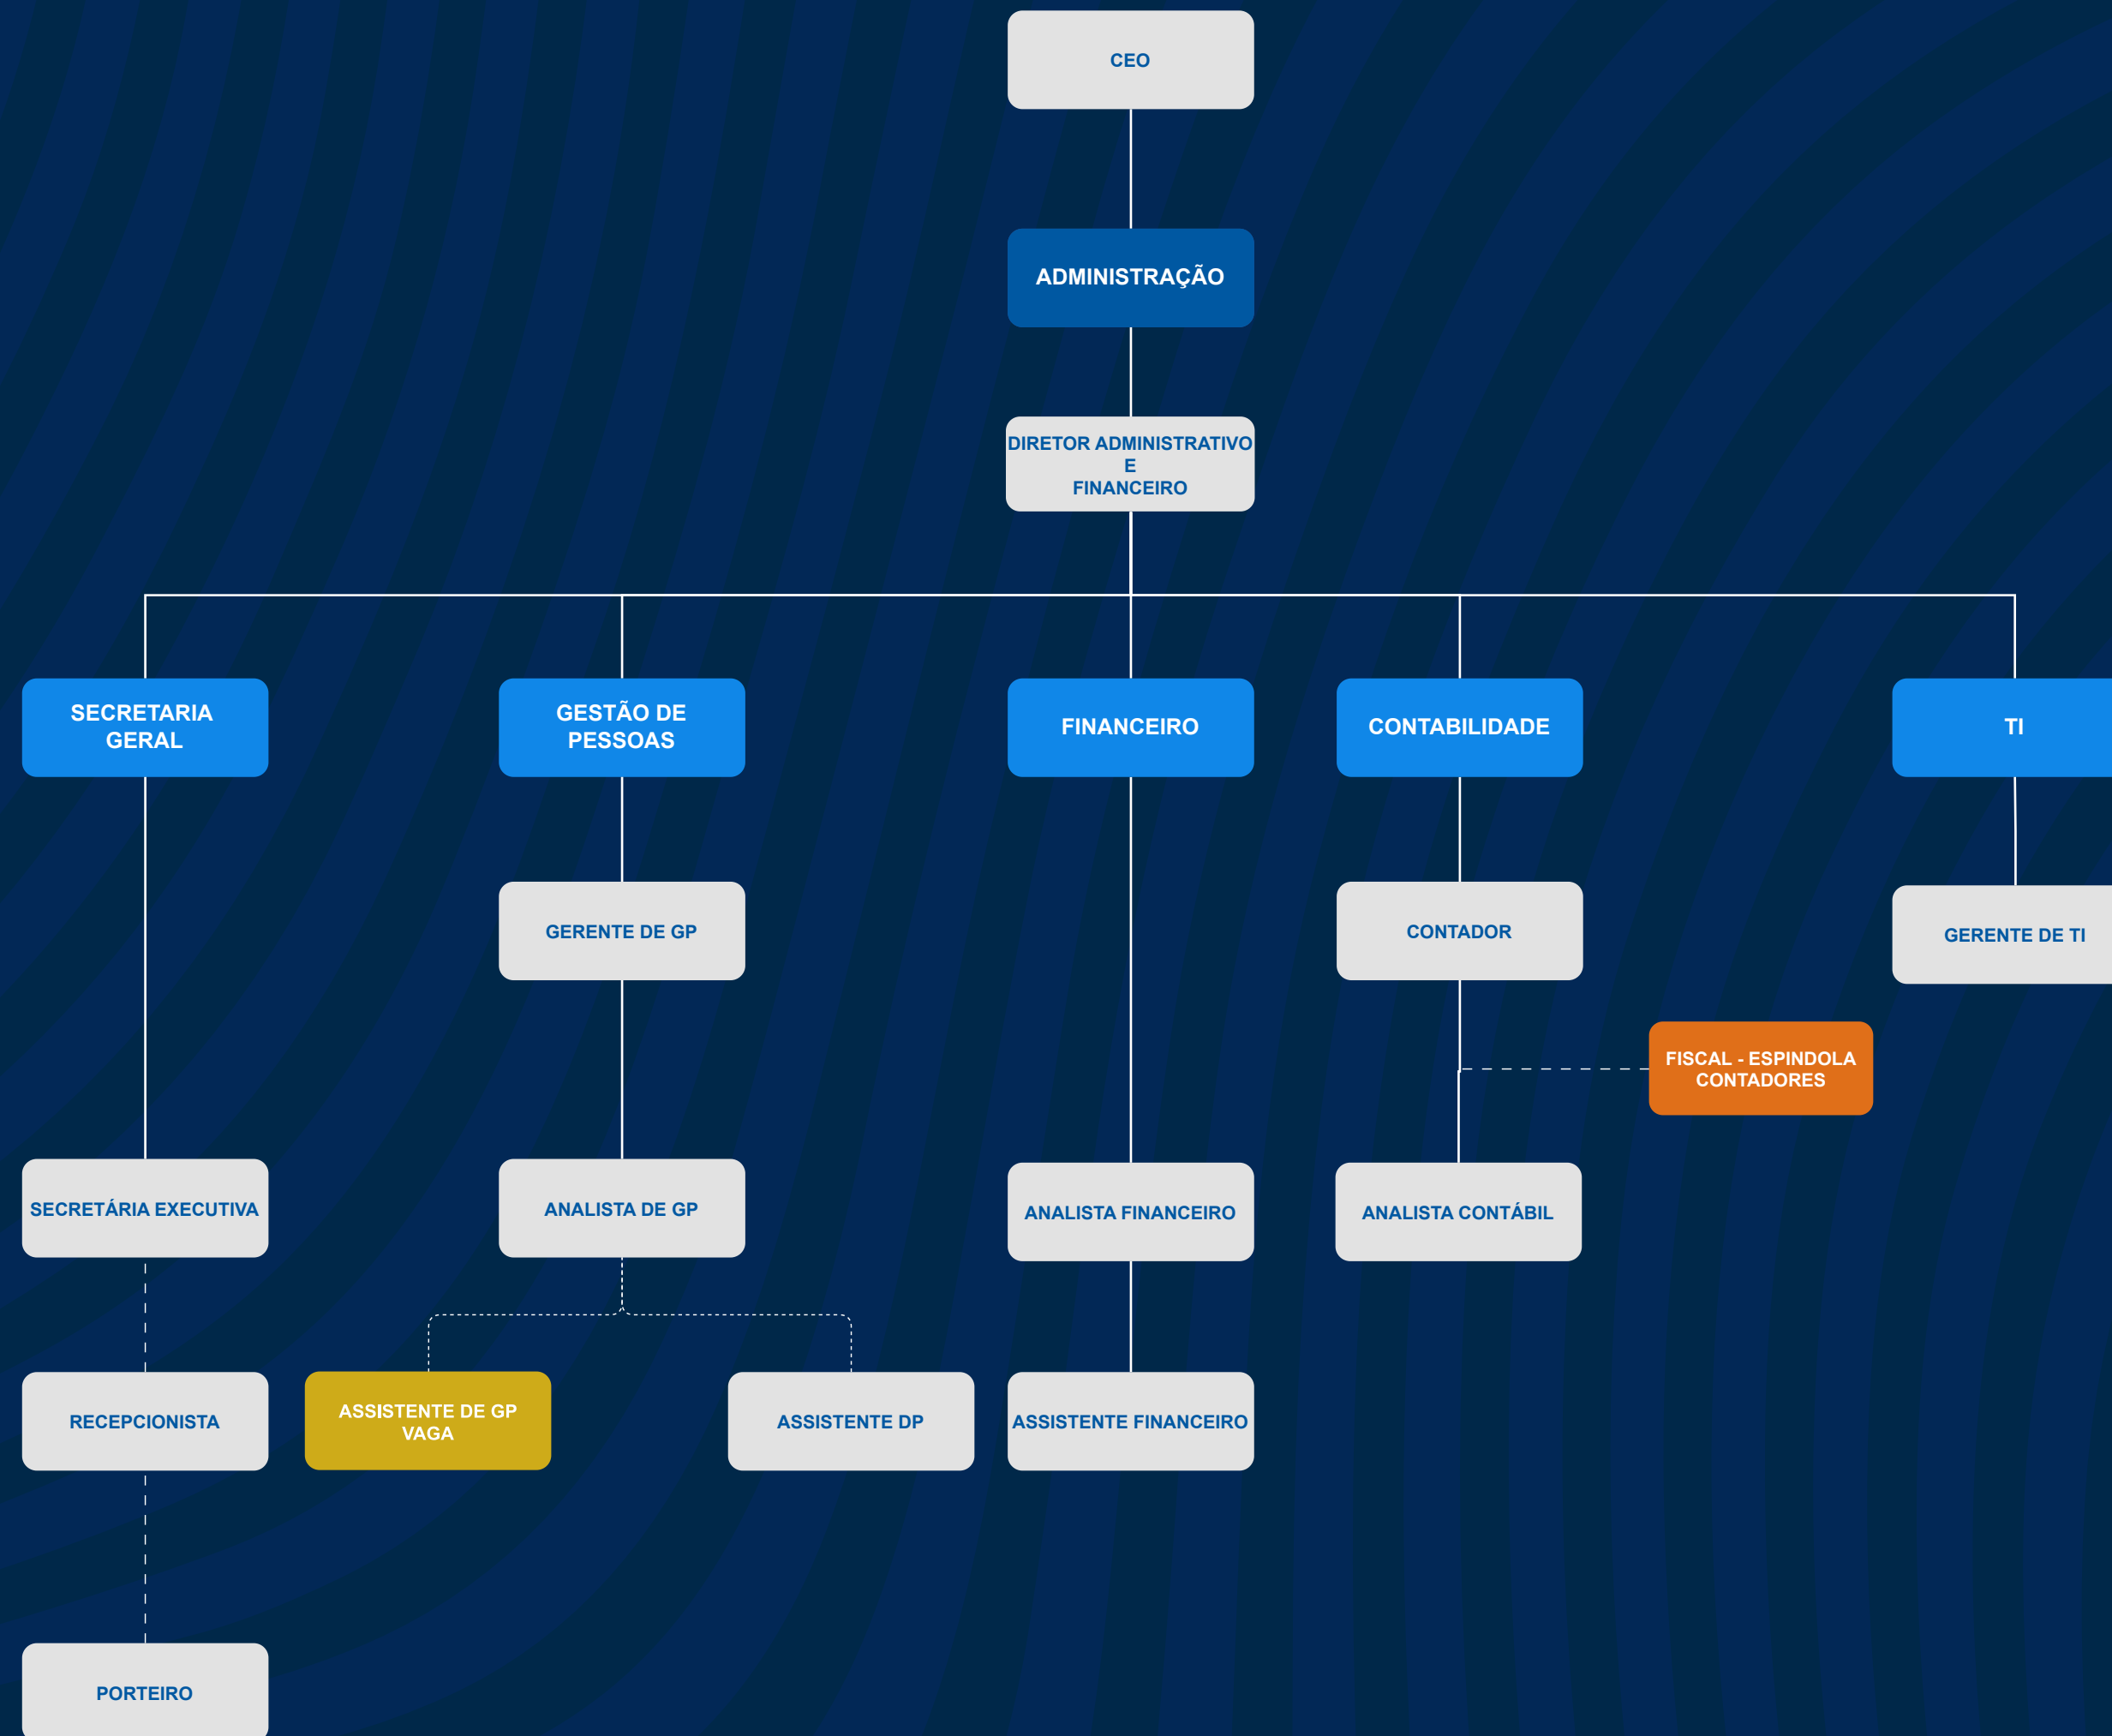 CEO
ADMINISTRAÇÃO
DIRETOR ADMINISTRATIVO
E
FINANCEIRO
SECRETARIA
GERAL
GESTÃO DE
PESSOAS
FINANCEIRO
CONTABILIDADE
TI
GERENTE DE GP
CONTADOR
GERENTE DE TI
FISCAL - ESPINDOLA
CONTADORES
SECRETÁRIA EXECUTIVA
ANALISTA DE GP
ANALISTA FINANCEIRO
ANALISTA CONTÁBIL
RECEPCIONISTA
ASSISTENTE DE GP
VAGA
ASSISTENTE DP
ASSISTENTE FINANCEIRO
PORTEIRO